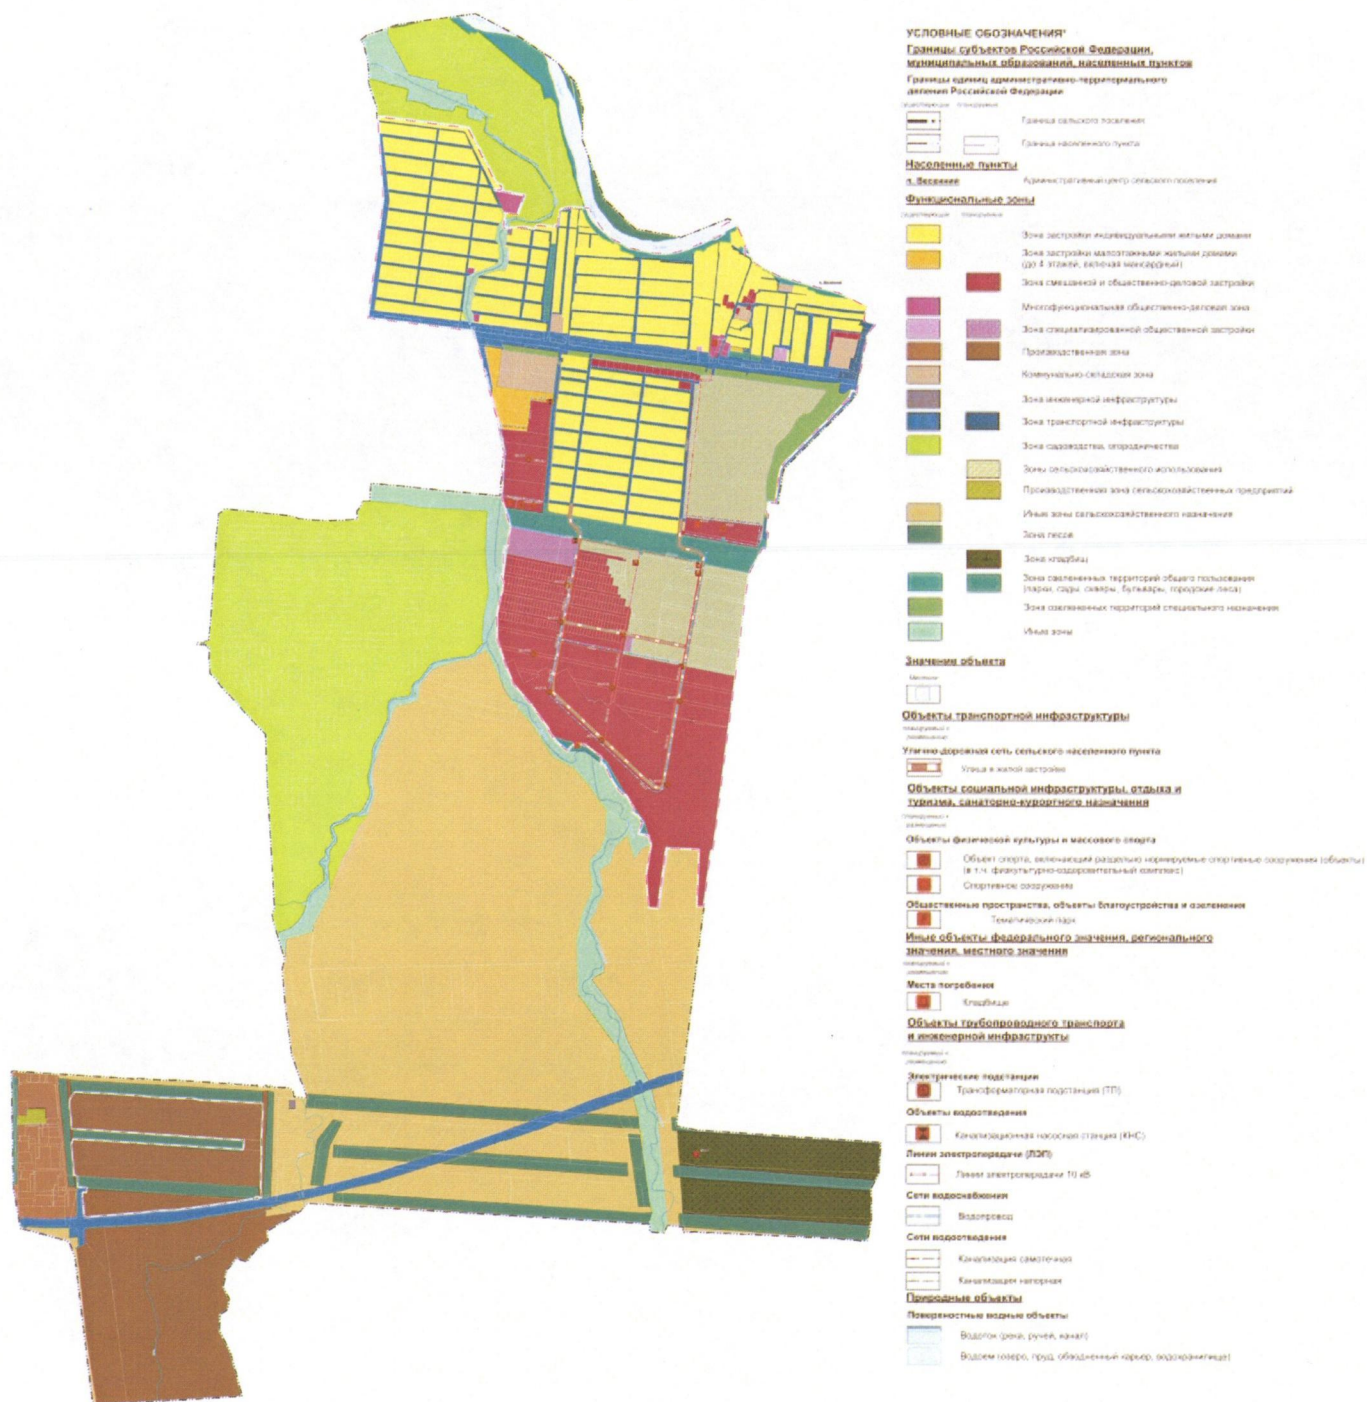 УСЛОВНЫЕ ОБОЗНАЧЕНИЯ*
Границы субъектов Российской Федерации,
муниципальных образований, населенных пунктов
Границы единиц административно-территориального
деления Российской Федерации
Граница сельского поселения
Граница населенного пункта
Населенные пункты
п. Весенний
Административный центр сельского поселения
Функциональные зоны
Зона застройки индивидуальными жилыми домами
Зона застройки малоэтажными жилыми домами
(до 4 этажей, включая мансардный)
Зона смешанной и общественно-деловой застройки
Многофункциональная общественно-деловая зона
Зона специализированной общественной застройки
Производственная зона
Коммунально-складская зона
Зона инженерной инфраструктуры
Зона транспортной инфраструктуры
Зона садоводства, огородничества
Зоны сельскохозяйственного использования
Производственная зона сельскохозяйственных предприятий
Иные зоны сельскохозяйственного назначения
Зона лесов
Зона кладбищ
Зона озелененных территорий общего пользования
(парки, сады, скверы, бульвары, городские леса)
Зона озелененных территорий специального назначения
Иные зоны
Значение объекта
Объекты транспортной инфраструктуры
Улично-дорожная сеть сельского населенного пункта
Улица в жилой застройке
Объекты социальной инфраструктуры, отдыха и
туризма, санаторно-курортного назначения
Объекты физической культуры и массового спорта
Объект спорта, включающий раздельно нормируемые спортивные сооружения (объекты)
(в т.ч. физкультурно-оздоровительный комплекс)
Спортивное сооружение
Общественные пространства, объекты благоустройства и озеленения
Тематический парк
Иные объекты федерального значения, регионального
значения, местного значения
Места погребения
Кладбище
Объекты трубопроводного транспорта
и инженерной инфраструкты
Электрические подстанции
Трансформаторная подстанция (ТП)
Объекты водоотведения
Канализационная насосная станция (КНС)
Линии электропередачи (ЛЭП)
Линии электропередачи 10 кВ
Сети водоснабжения
Водопровод
Сети водоотведения
Канализация самотечная
Канализация напорная
Природные объекты
Поверхностные водные объекты
Водоток (река, ручей, канал)
Водоем (озеро, пруд, обводненный карьер, водохранилище)